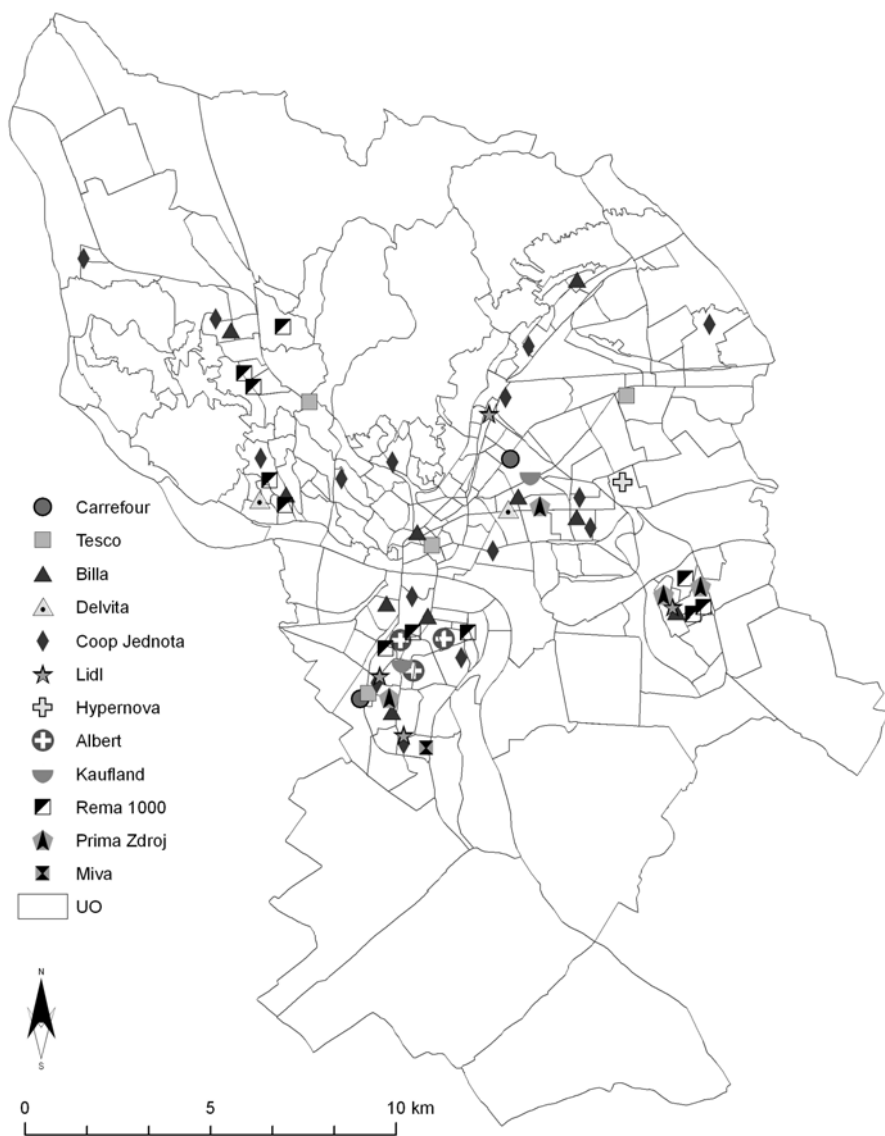 Carrefour
Tesco
Billa
Delvita
Coop Jednota
Lidl
Hypernova
Albert
Kaufland
Rema 1000
Prima Zdroj
Miva
UO
N
S
0 5 10 km